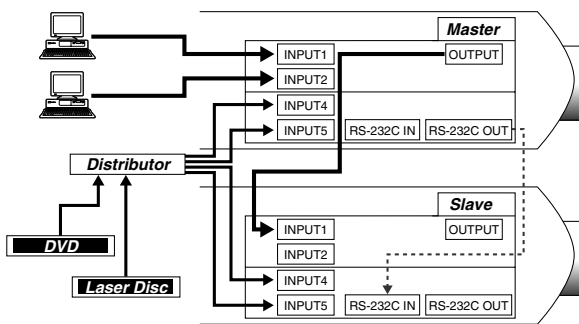 Master
INPUT1 OUTPUT
INPUT2
INPUT4
INPUT5 RS-232C IN RS-232C OUT
Distributor
Slave
INPUT1 OUTPUT
DVD
INPUT2
INPUT4
Laser Disc
INPUT5 RS-232C IN RS-232C OUT